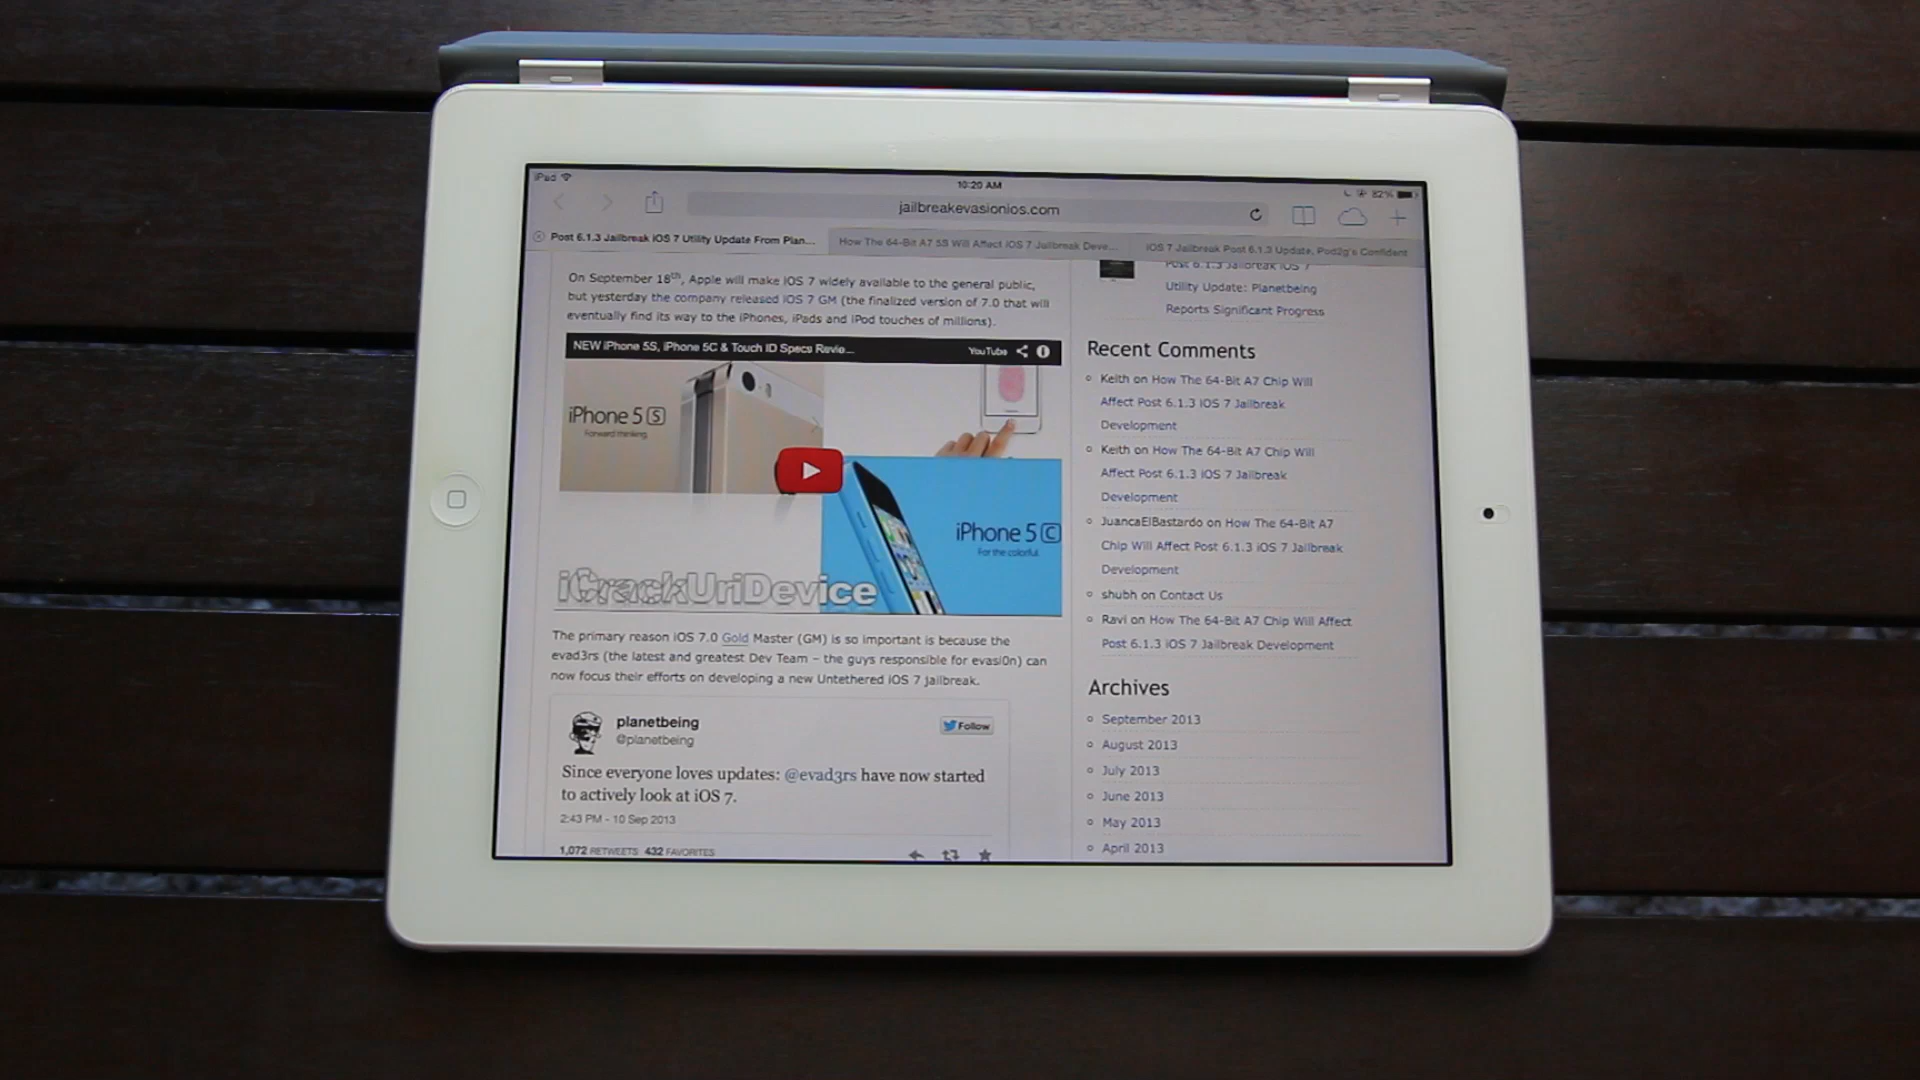 iPad
10:20 AM
82%
jailbreakevasionios.com
Post 6.1.3 Jailbreak iOS 7 Utility Update From Plan...
How The 64-Bit A7 5S Will Affect iOS 7 Jailbreak Deve...
iOS 7 Jailbreak Post 6.1.3 Update, Pod2g's Confident
On September 18th, Apple will make iOS 7 widely available to the general public,
but yesterday the company released iOS 7 GM (the finalized version of 7.0 that will
eventually find its way to the iPhones, iPads and iPod touches of millions).
NEW iPhone 5S, iPhone 5C & Touch ID Specs Revie...
YouTube
iPhone 5S
Forward thinking.
iPhone 5C
For the colorful.
iCrackUriDevice
The primary reason iOS 7.0 Gold Master (GM) is so important is because the
evad3rs (the latest and greatest Dev Team – the guys responsible for evasi0n) can
now focus their efforts on developing a new Untethered iOS 7 jailbreak.
planetbeing
@planetbeing
Follow
Since everyone loves updates: @evad3rs have now started
to actively look at iOS 7.
2:43 PM - 10 Sep 2013
1,072 RETWEETS 432 FAVORITES
Post 6.1.3 Jailbreak iOS 7
Utility Update: Planetbeing
Reports Significant Progress
Recent Comments
Keith on How The 64-Bit A7 Chip Will
Affect Post 6.1.3 iOS 7 Jailbreak
Development
Keith on How The 64-Bit A7 Chip Will
Affect Post 6.1.3 iOS 7 Jailbreak
Development
JuancaElBastardo on How The 64-Bit A7
Chip Will Affect Post 6.1.3 iOS 7 Jailbreak
Development
shubh on Contact Us
Ravi on How The 64-Bit A7 Chip Will Affect
Post 6.1.3 iOS 7 Jailbreak Development
Archives
September 2013
August 2013
July 2013
June 2013
May 2013
April 2013